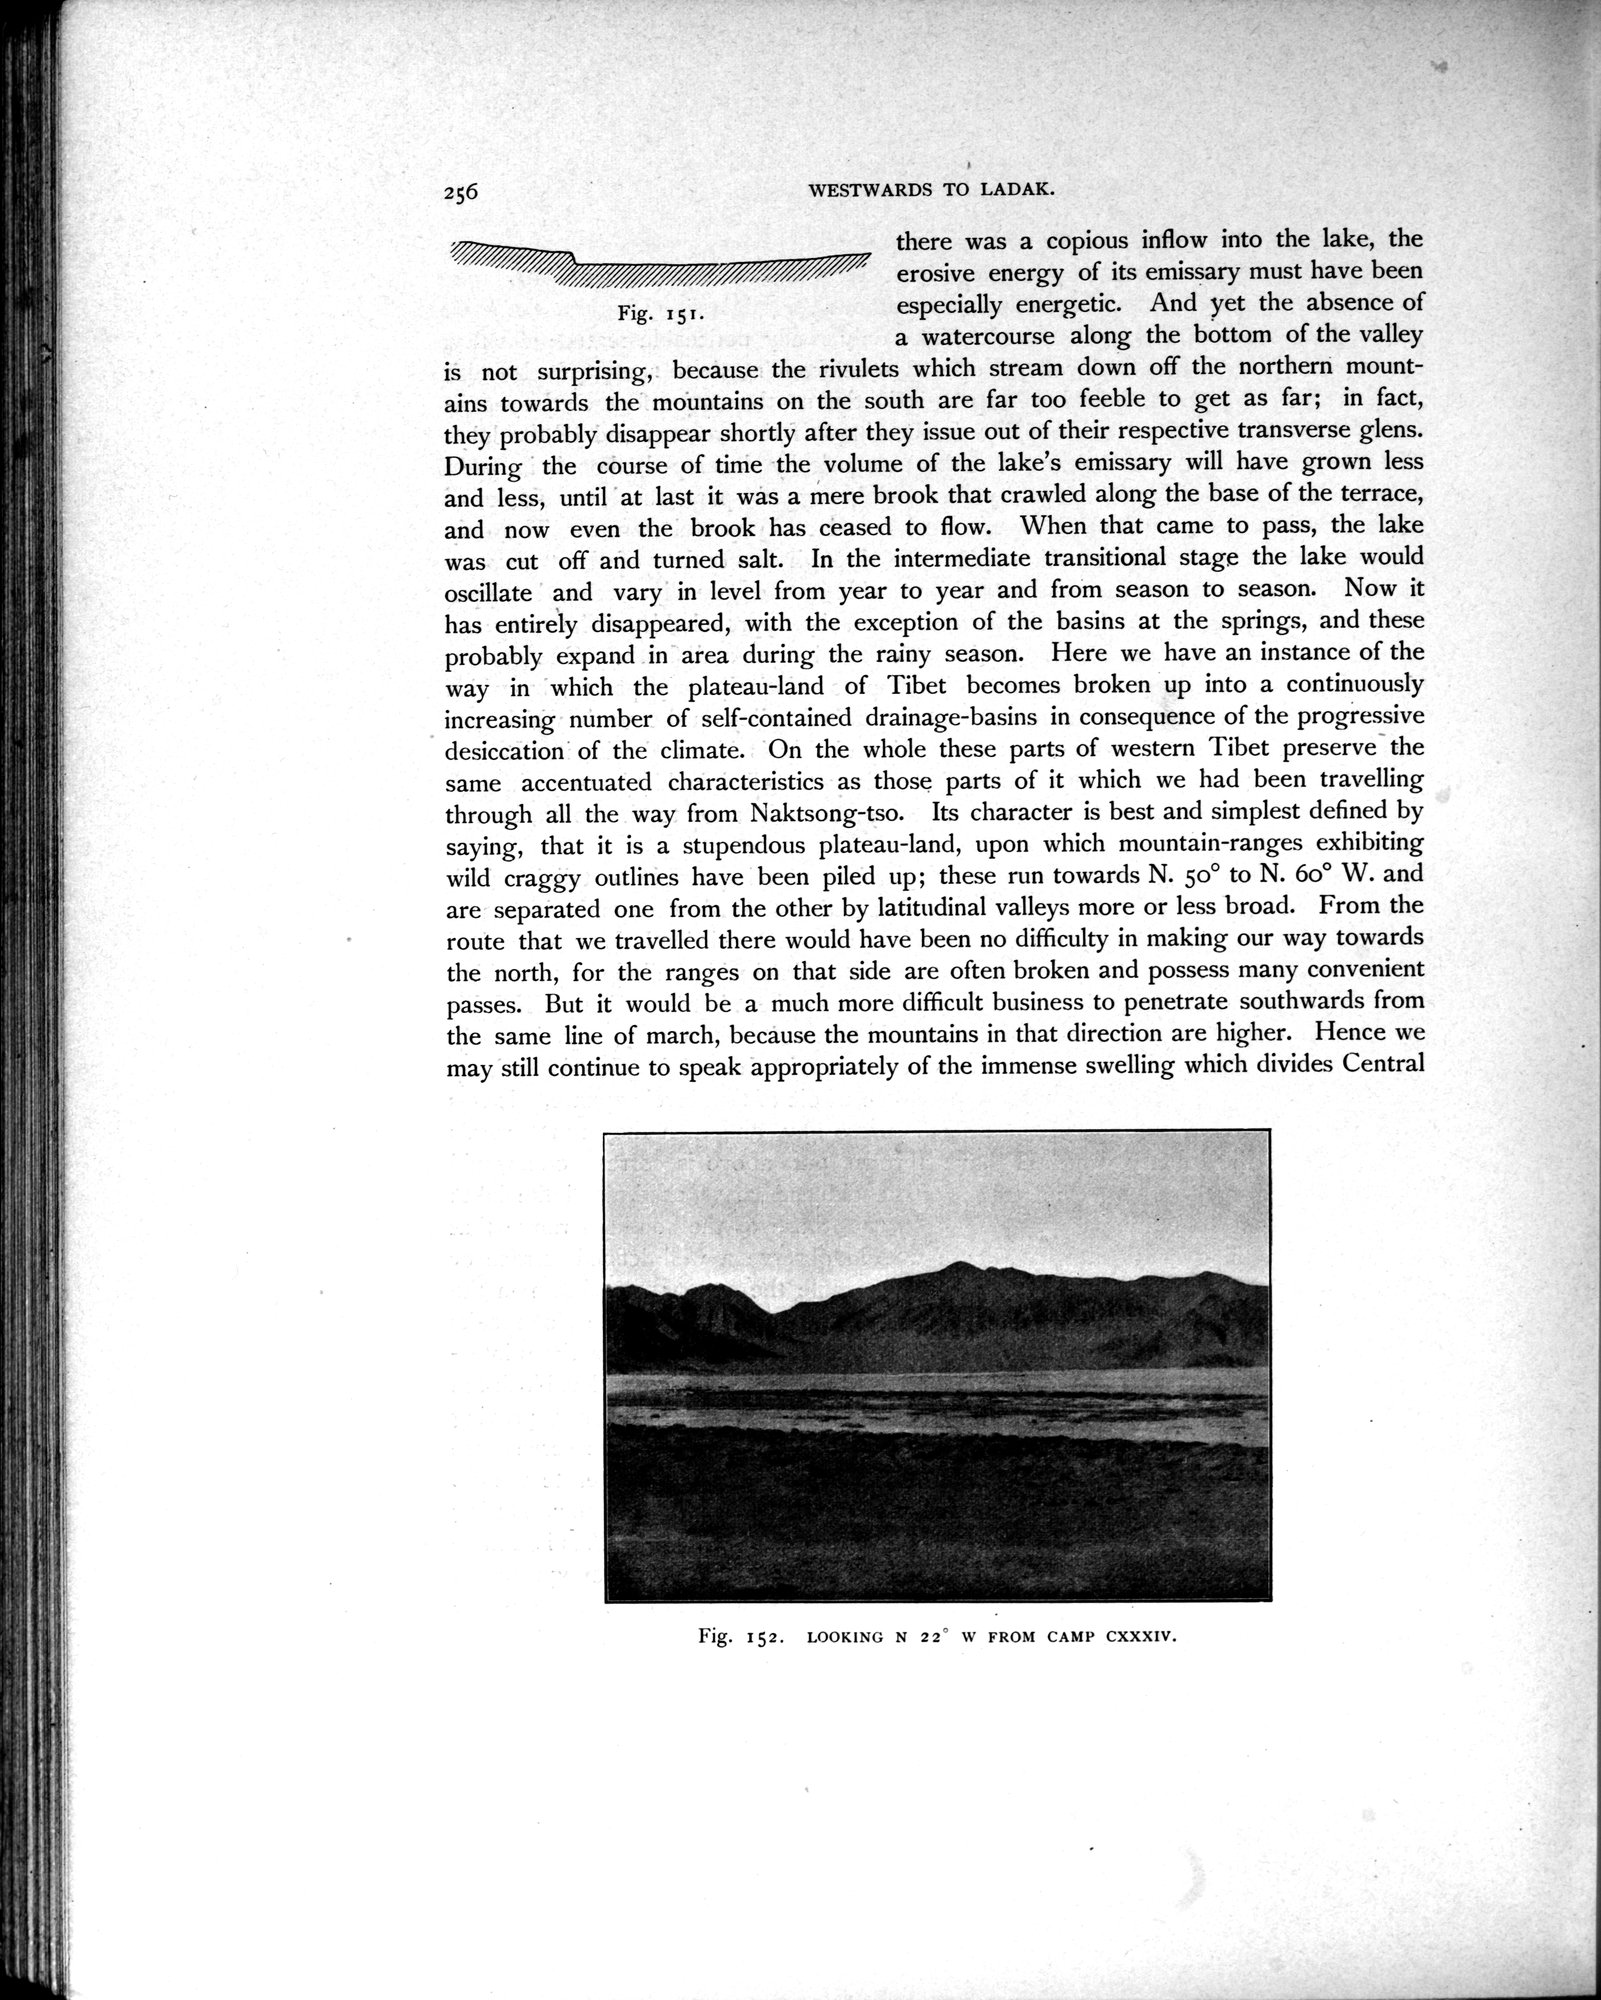 256
WESTWARDS TO LADAK.
Fig. 151.
there was a copious inflow into the lake, the
erosive energy of its emissary must have been
especially energetic. And yet the absence of
a watercourse along the bottom of the valley
is not surprising, because the rivulets which stream down off the northern mount-
ains towards the mountains on the south are far too feeble to get as far; in fact,
they probably disappear shortly after they issue out of their respective transverse glens.
During the course of time the volume of the lake's emissary will have grown less
and less, until at last it was a mere brook that crawled along the base of the terrace,
and now even the brook has ceased to flow. When that came to pass, the lake
was cut off and turned salt. In the intermediate transitional stage the lake would
oscillate and vary in level from year to year and from season to season. Now it
has entirely disappeared, with the exception of the basins at the springs, and these
probably expand in area during the rainy season. Here we have an instance of the
way in which the plateau-land of Tibet becomes broken up into a continuously
increasing number of self-contained drainage-basins in consequence of the progressive
desiccation of the climate. On the whole these parts of western Tibet preserve the
same accentuated characteristics as those parts of it which we had been travelling
through all the way from Naktsong-tso. Its character is best and simplest defined by
saying, that it is a stupendous plateau-land, upon which mountain-ranges exhibiting
wild craggy outlines have been piled up; these run towards N. 50° to N. 60° W. and
are separated one from the other by latitudinal valleys more or less broad. From the
route that we travelled there would have been no difficulty in making our way towards
the north, for the ranges on that side are often broken and possess many convenient
passes. But it would be a much more difficult business to penetrate southwards from
the same line of march, because the mountains in that direction are higher. Hence we
may still continue to speak appropriately of the immense swelling which divides Central
Fig. 152. LOOKING N 22° W FROM CAMP CXXXIV.